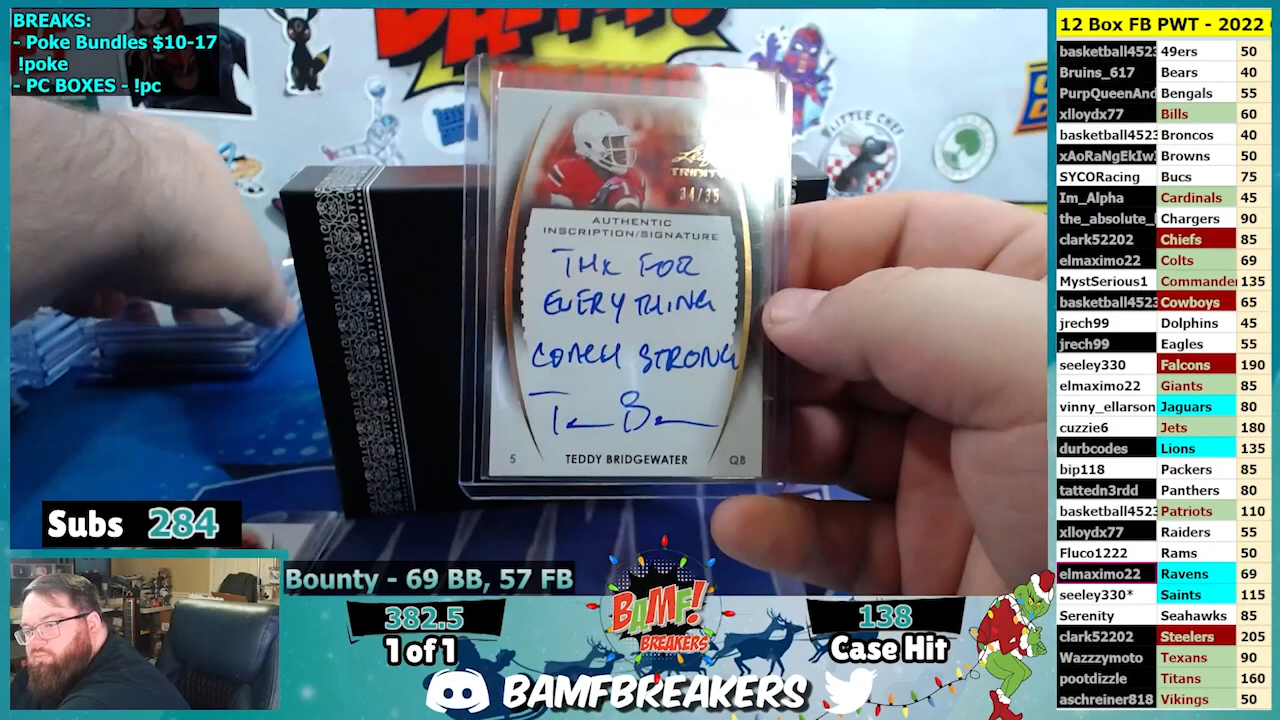 BREAKS:
- Poke Bundles $10-17
!poke
- PC BOXES - !pc
LITTLE CHEF
Leaf
TRINITY
34/35
AUTHENTIC
INSCRIPTION/SIGNATURE
THX FOR
EVERYTHING
COACH STRONG
5 TEDDY BRIDGEWATER QB
Subs 284
Bounty - 69 BB, 57 FB
382.5
1 of 1
BAMF!
BREAKERS
138
Case Hit
BAMFBREAKERS
12 Box FB PWT - 2022
basketball4523 49ers 50
Bruins_617 Bears 40
PurpQueenAnd Bengals 55
xlloydx77 Bills 60
basketball4523 Broncos 40
xAoRaNgEkIw Browns 50
SYCORacing Bucs 75
Im_Alpha Cardinals 45
the_absolute_ Chargers 90
clark52202 Chiefs 85
elmaximo22 Colts 69
MystSerious1 Commander 135
basketball4523 Cowboys 65
jrech99 Dolphins 45
jrech99 Eagles 55
seeley330 Falcons 190
elmaximo22 Giants 85
vinny_ellarson Jaguars 80
cuzzie6 Jets 180
durbcodes Lions 135
bip118 Packers 85
tattedn3rdd Panthers 80
basketball4523 Patriots 110
xlloydx77 Raiders 55
Fluco1222 Rams 50
elmaximo22 Ravens 69
seeley330* Saints 115
Serenity Seahawks 85
clark52202 Steelers 205
Wazzzymoto Texans 90
pootdizzle Titans 160
aschreiner818 Vikings 50